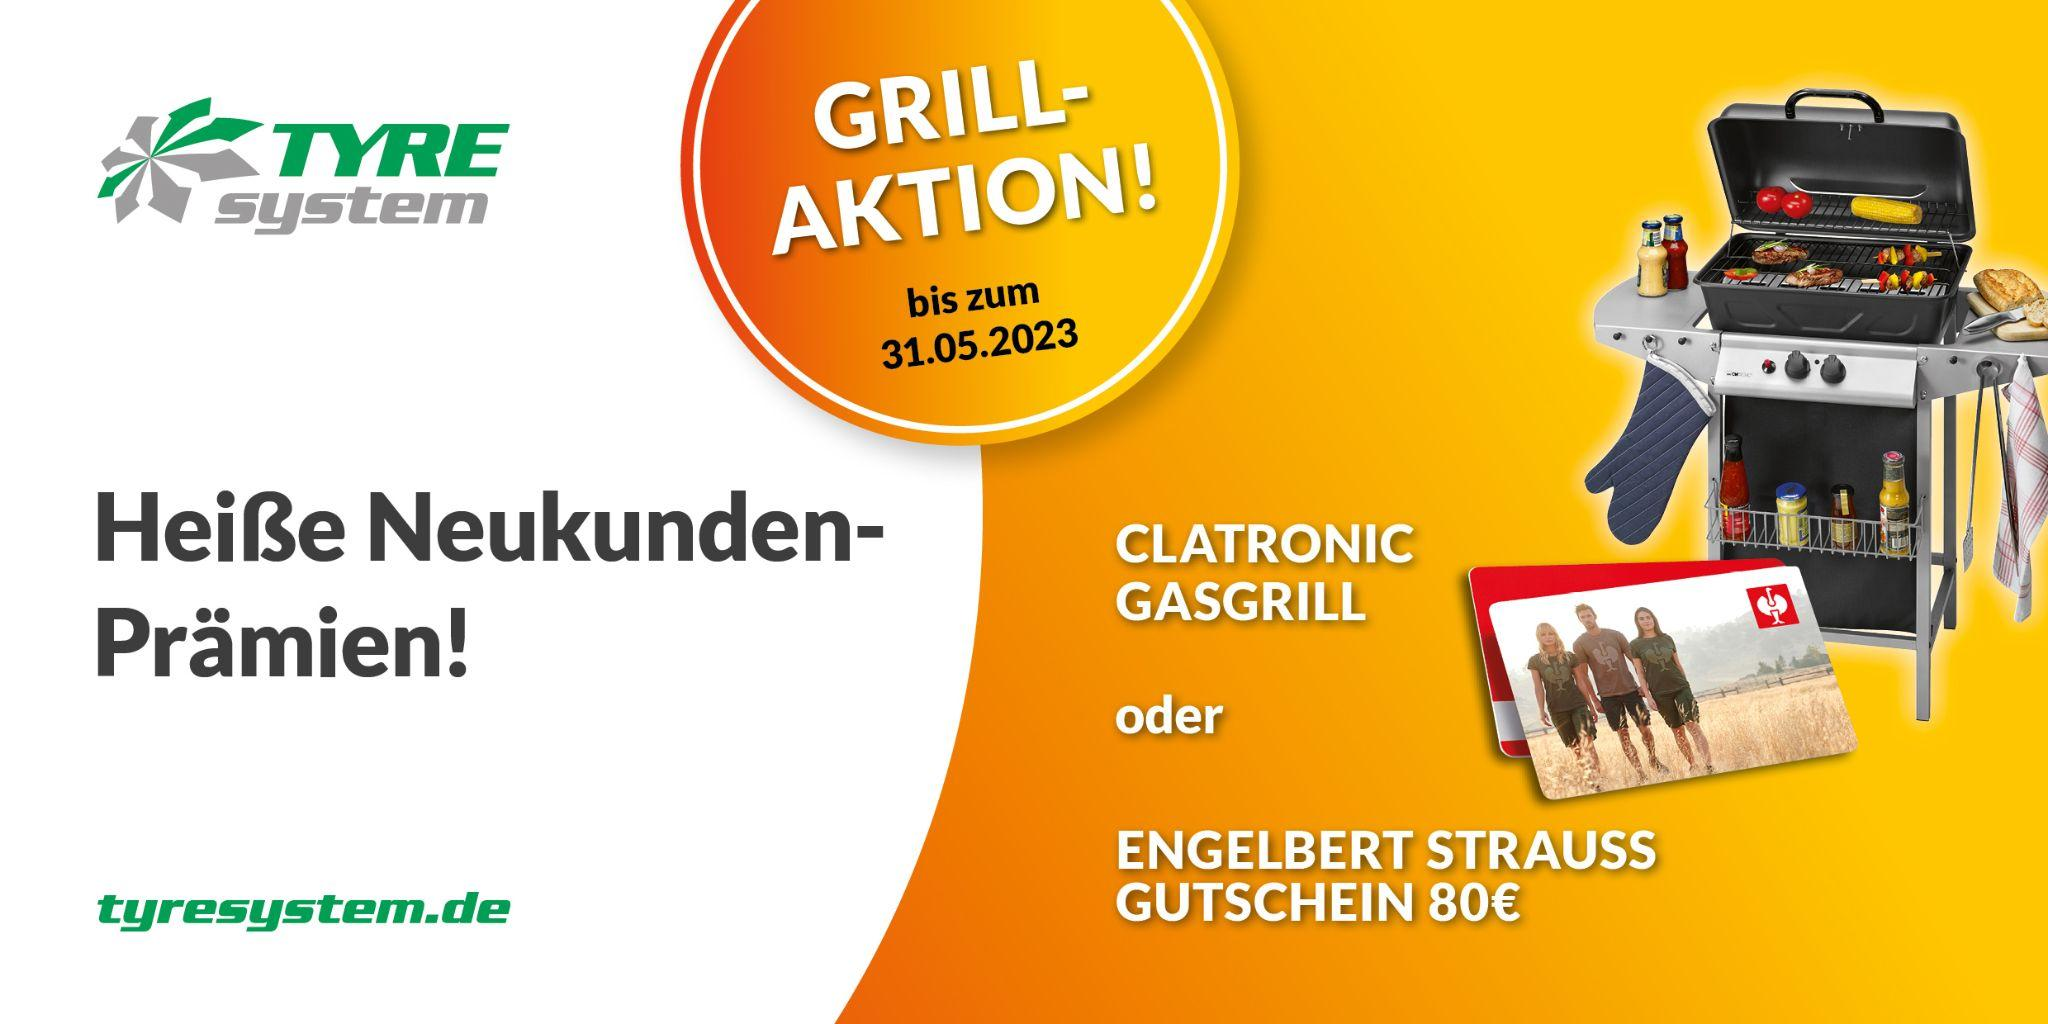 TYRE
system
GRILL-
AKTION!
bis zum
31.05.2023
Heiße Neukunden-
Prämien!
CLATRONIC
GASGRILL
oder
ENGELBERT STRAUSS
GUTSCHEIN 80€
tyresystem.de